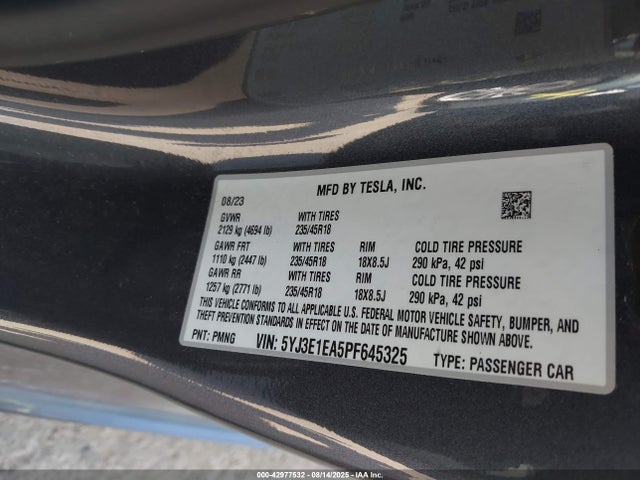 MFD BY TESLA, INC.
08/23
GVWR WITH TIRES
2129 kg (4694 lb) 235/45R18
GAWR FRT WITH TIRES RIM COLD TIRE PRESSURE
1110 kg (2447 lb) 235/45R18 18X8.5J 290 kPa, 42 psi
GAWR RR WITH TIRES RIM COLD TIRE PRESSURE
1257 kg (2771 lb) 235/45R18 18X8.5J 290 kPa, 42 psi
THIS VEHICLE CONFORMS TO ALL APPLICABLE U.S. FEDERAL MOTOR VEHICLE SAFETY, BUMPER, AND
THEFT PREVENTION STANDARDS IN EFFECT ON THE DATE OF MANUFACTURE SHOWN ABOVE.
PNT: PMNG VIN: 5YJ3E1EA5PF645325 TYPE: PASSENGER CAR
000-42977532 - 08/14/2025 - IAA Inc.